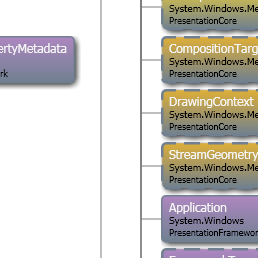 ertyMetadata
rk
System.Windows.Me
PresentationCore
CompositionTarg
System.Windows.Me
PresentationCore
DrawingContext
System.Windows.Me
PresentationCore
StreamGeometry
System.Windows.Me
PresentationCore
Application
System.Windows
PresentationFramewor